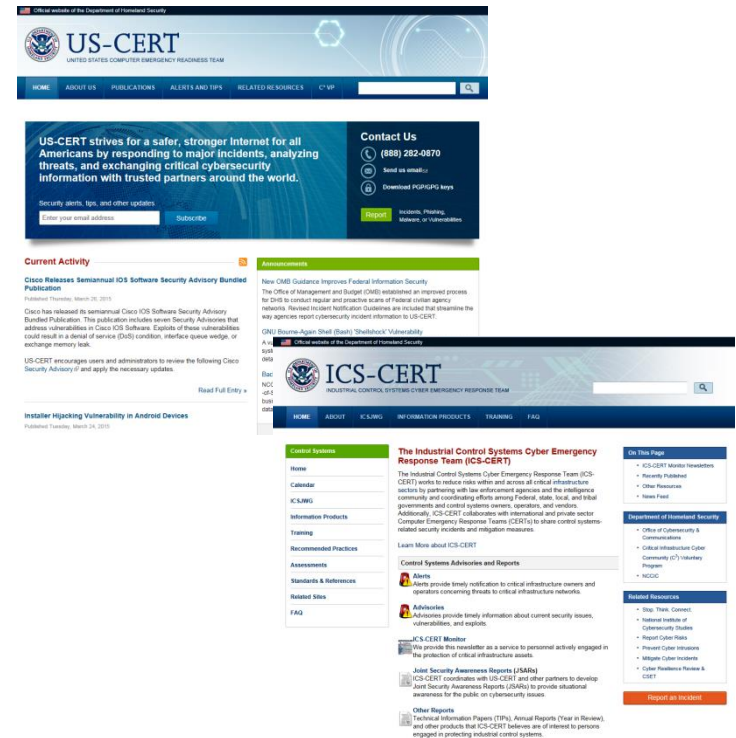 Official website of the Department of Homeland Security
US-CERT
UNITED STATES COMPUTER EMERGENCY READINESS TEAM
HOME ABOUT US PUBLICATIONS ALERTS AND TIPS RELATED RESOURCES C³ VP
US-CERT strives for a safer, stronger Internet for all
Americans by responding to major incidents, analyzing
threats, and exchanging critical cybersecurity
information with trusted partners around the world.
Security alerts, tips, and other updates
Enter your email address Subscribe
Contact Us
(888) 282-0870
Send us email
Download PGP/GPG keys
Report
Incidents, Phishing,
Malware, or Vulnerabilities
Current Activity
Cisco Releases Semiannual IOS Software Security Advisory Bundled
Publication
Published Thursday, March 26, 2015
Cisco has released its semiannual Cisco IOS Software Security Advisory
Bundled Publication. This publication includes seven Security Advisories that
address vulnerabilities in Cisco IOS Software. Exploits of these vulnerabilities
could result in a denial of service (DoS) condition, interface queue wedge, or
exchange memory leak.
US-CERT encourages users and administrators to review the following Cisco
Security Advisory and apply the necessary updates.
Read Full Entry »
Installer Hijacking Vulnerability in Android Devices
Published Tuesday, March 24, 2015
Announcements
New OMB Guidance Improves Federal Information Security
The Office of Management and Budget (OMB) established an improved process
for DHS to conduct regular and proactive scans of Federal civilian agency
networks. Revised Incident Notification Guidelines are included that streamline the
way agencies report cybersecurity incident information to US-CERT.
GNU Bourne-Again Shell (Bash) 'Shellshock' Vulnerability
Official website of the Department of Homeland Security
ICS-CERT
INDUSTRIAL CONTROL SYSTEMS CYBER EMERGENCY RESPONSE TEAM
HOME ABOUT ICSJWG INFORMATION PRODUCTS TRAINING FAQ
Control Systems
Home
Calendar
ICSJWG
Information Products
Training
Recommended Practices
Assessments
Standards & References
Related Sites
FAQ
The Industrial Control Systems Cyber Emergency
Response Team (ICS-CERT)
The Industrial Control Systems Cyber Emergency Response Team (ICS-
CERT) works to reduce risks within and across all critical infrastructure
sectors by partnering with law enforcement agencies and the intelligence
community and coordinating efforts among Federal, state, local, and tribal
governments and control systems owners, operators, and vendors.
Additionally, ICS-CERT collaborates with international and private sector
Computer Emergency Response Teams (CERTs) to share control systems-
related security incidents and mitigation measures.
Learn More about ICS-CERT
Control Systems Advisories and Reports
Alerts
Alerts provide timely notification to critical infrastructure owners and
operators concerning threats to critical infrastructure networks.
Advisories
Advisories provide timely information about current security issues,
vulnerabilities, and exploits.
ICS-CERT Monitor
We provide this newsletter as a service to personnel actively engaged in
the protection of critical infrastructure assets.
Joint Security Awareness Reports (JSARs)
ICS-CERT coordinates with US-CERT and other partners to develop
Joint Security Awareness Reports (JSARs) to provide situational
awareness for the public on cybersecurity issues.
Other Reports
Technical Information Papers (TIPs), Annual Reports (Year in Review),
and other products that ICS-CERT believes are of interest to persons
engaged in protecting industrial control systems.
On This Page
ICS-CERT Monitor Newsletters
Recently Published
Other Resources
News Feed
Department of Homeland Security
Office of Cybersecurity &
Communications
Critical Infrastructure Cyber
Community (C³) Voluntary
Program
NCCIC
Related Resources
Stop. Think. Connect.
National Institute of
Cybersecurity Studies
Report Cyber Risks
Prevent Cyber Intrusions
Mitigate Cyber Incidents
Cyber Resilience Review &
CSET
Report an Incident